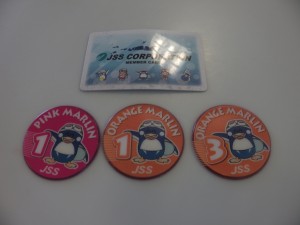 JSS CORPORATION
MEMBER CARD
PINK MARLIN
1
JSS
ORANGE MARLIN
1
JSS
ORANGE MARLIN
3
JSS